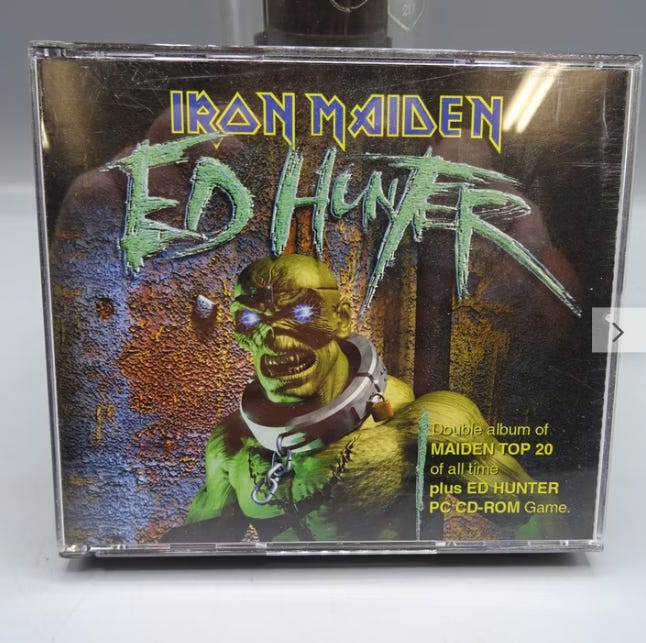 IRON MAIDEN
ED HUNTER
Double album of
MAIDEN TOP 20
of all time
plus ED HUNTER
PC CD-ROM Game.